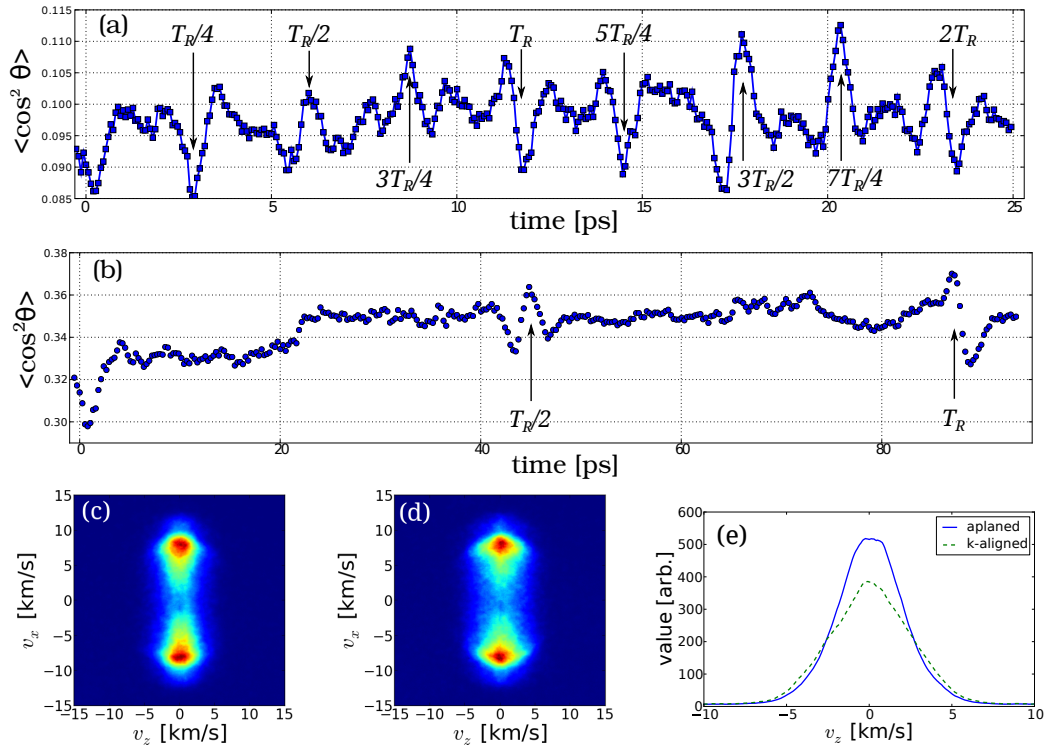 (a)
<cos² θ>
0.115
0.110
0.105
0.100
0.095
0.090
0.085
T_R/4
T_R/2
3T_R/4
T_R
5T_R/4
3T_R/2
7T_R/4
2T_R
0 5 10 15 20 25
time [ps]
(b)
<cos²θ>
0.38
0.36
0.34
0.32
0.30
T_R/2
T_R
0 20 40 60 80
time [ps]
(c)
v_x [km/s]
15
10
5
0
−5
−10
−15
−15 −10 −5 0 5 10 15
v_z [km/s]
(d)
v_x [km/s]
15
10
5
0
−5
−10
−15
−15 −10 −5 0 5 10 15
v_z [km/s]
(e)
aplaned
k-aligned
value [arb.]
600
500
400
300
200
100
0
−10 −5 0 5 10
v_z [km/s]